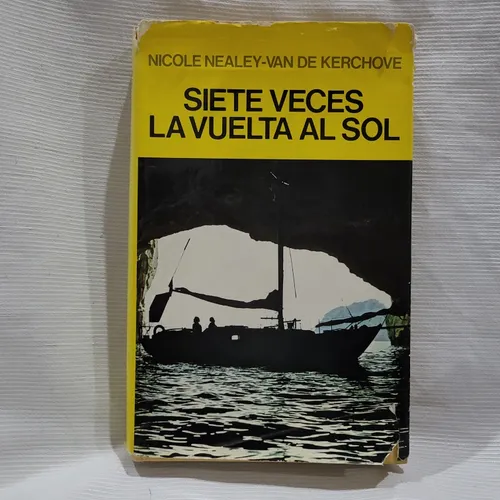 NICOLE NEALEY-VAN DE KERCHOVE
SIETE VECES
LA VUELTA AL SOL